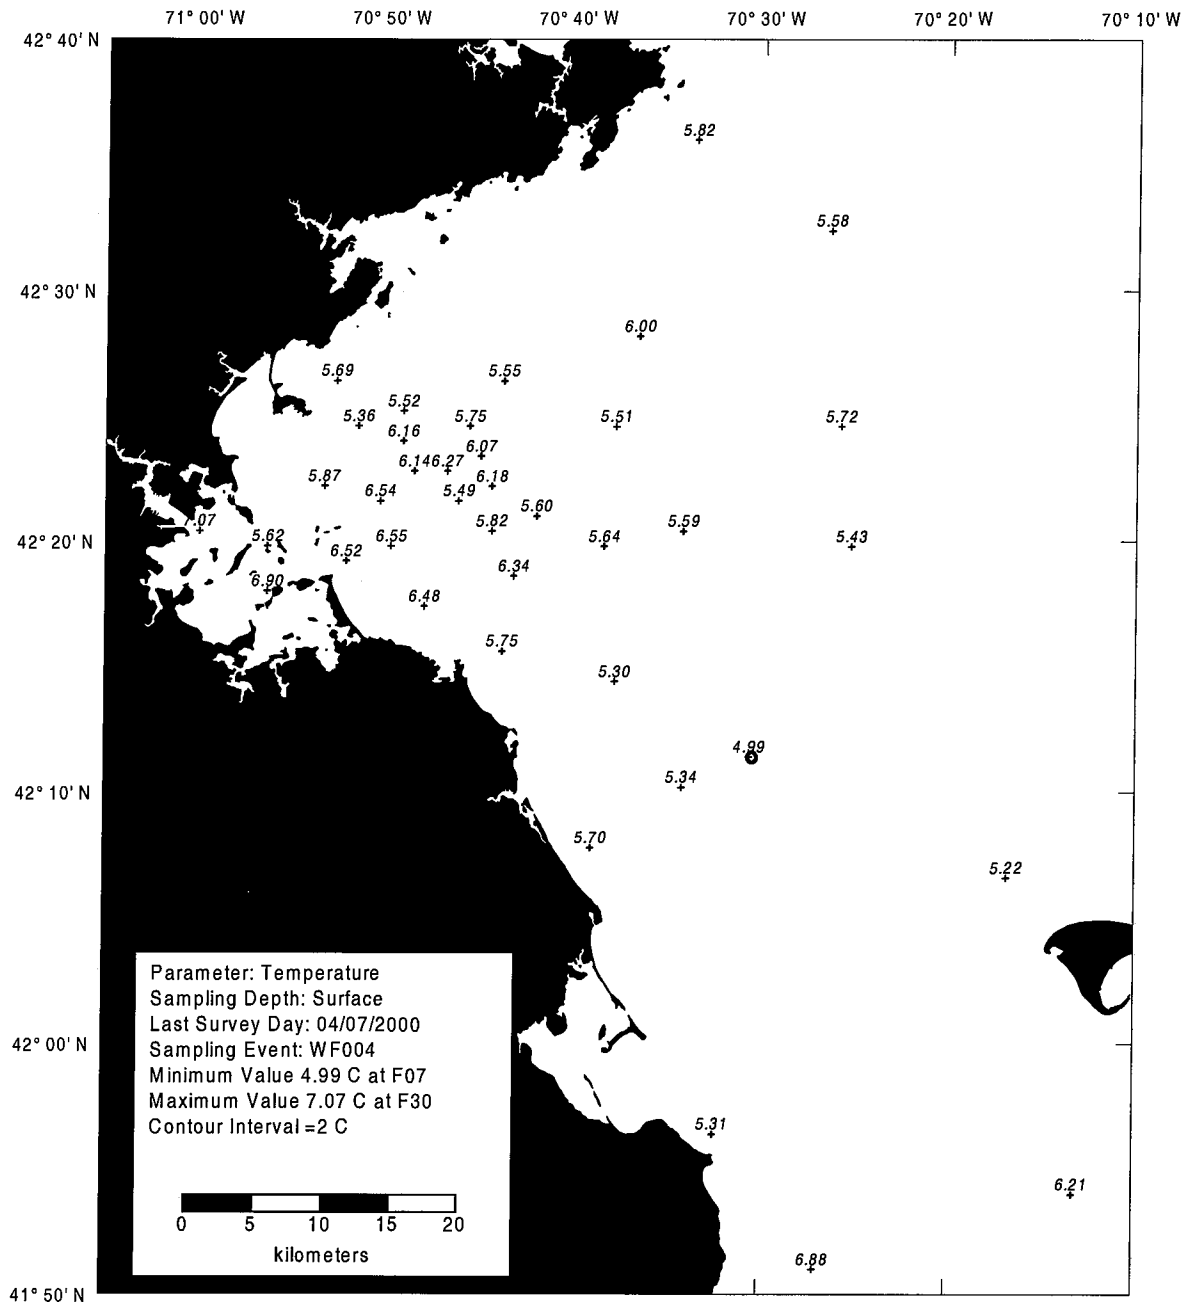 71° 00' W 70° 50' W 70° 40' W 70° 30' W 70° 20' W 70° 10' W
42° 40' N
5.82
5.58
42° 30' N
6.00
5.69 5.55
5.52
5.36 5.75 5.51 5.72
6.16
6.07
6.14 6.27
5.87 6.18
6.54 5.49
5.60
7.07 5.82 5.59
42° 20' N
5.62 6.55 5.64 5.43
6.52
6.34
6.90
6.48
5.75
5.30
4.99
5.34
42° 10' N
5.70
5.22
Parameter: Temperature
Sampling Depth: Surface
Last Survey Day: 04/07/2000
42° 00' N
Sampling Event: WF004
Minimum Value 4.99 C at F07
Maximum Value 7.07 C at F30
Contour Interval =2 C
5.31
6.21
0 5 10 15 20
kilometers
6.88
41° 50' N